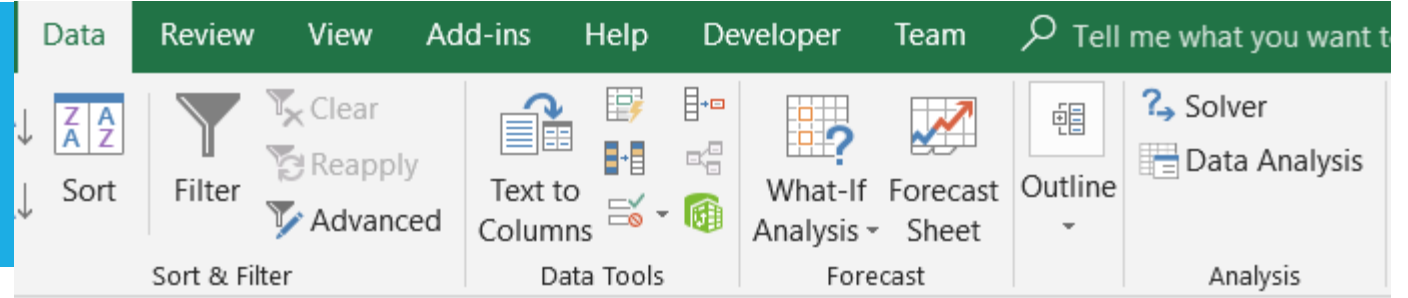 Data Review View Add-ins Help Developer Team Tell me what you want t
Z A
A Z
Sort
Filter
Clear
Reapply
Advanced
Sort & Filter
Text to
Columns
Data Tools
What-If
Analysis
Forecast
Sheet
Forecast
Outline
Solver
Data Analysis
Analysis